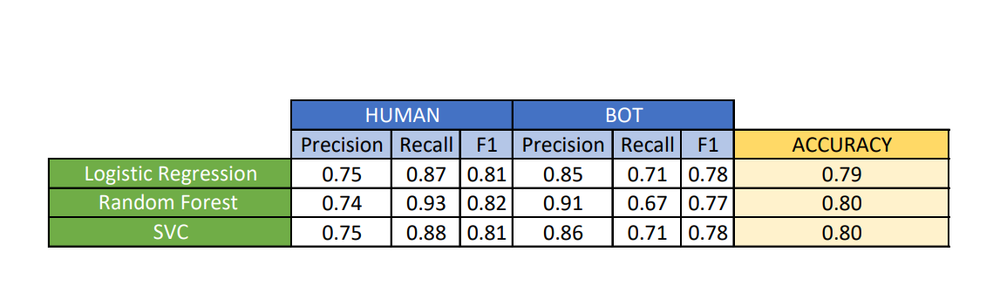 HUMAN BOT
Precision Recall F1 Precision Recall F1 ACCURACY
Logistic Regression 0.75 0.87 0.81 0.85 0.71 0.78 0.79
Random Forest 0.74 0.93 0.82 0.91 0.67 0.77 0.80
SVC 0.75 0.88 0.81 0.86 0.71 0.78 0.80